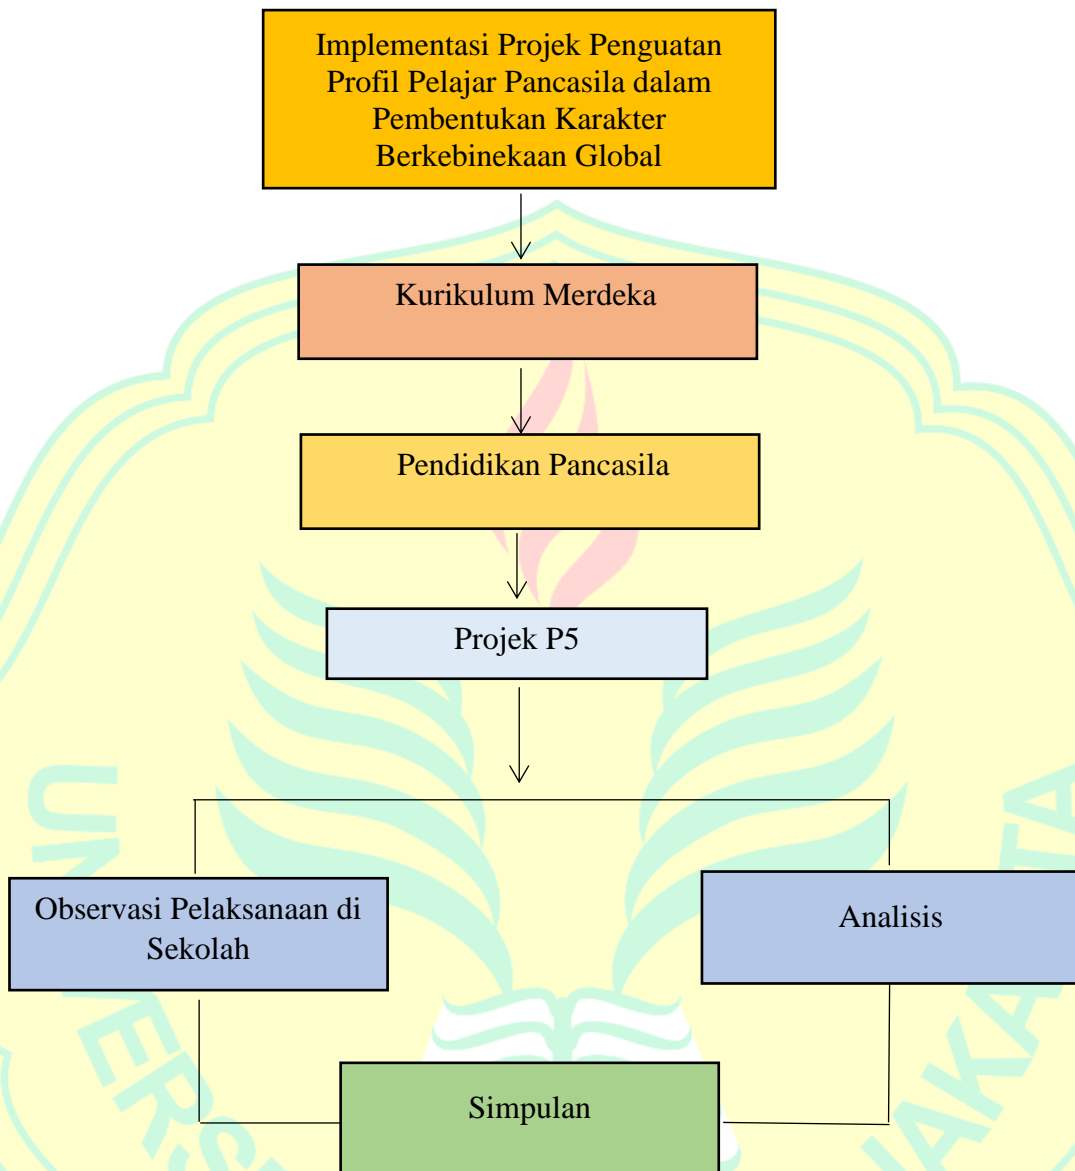 Implementasi Projek Penguatan
Profil Pelajar Pancasila dalam
Pembentukan Karakter
Berkebinekaan Global
Kurikulum Merdeka
Pendidikan Pancasila
Projek P5
Observasi Pelaksanaan di
Sekolah
Analisis
Simpulan